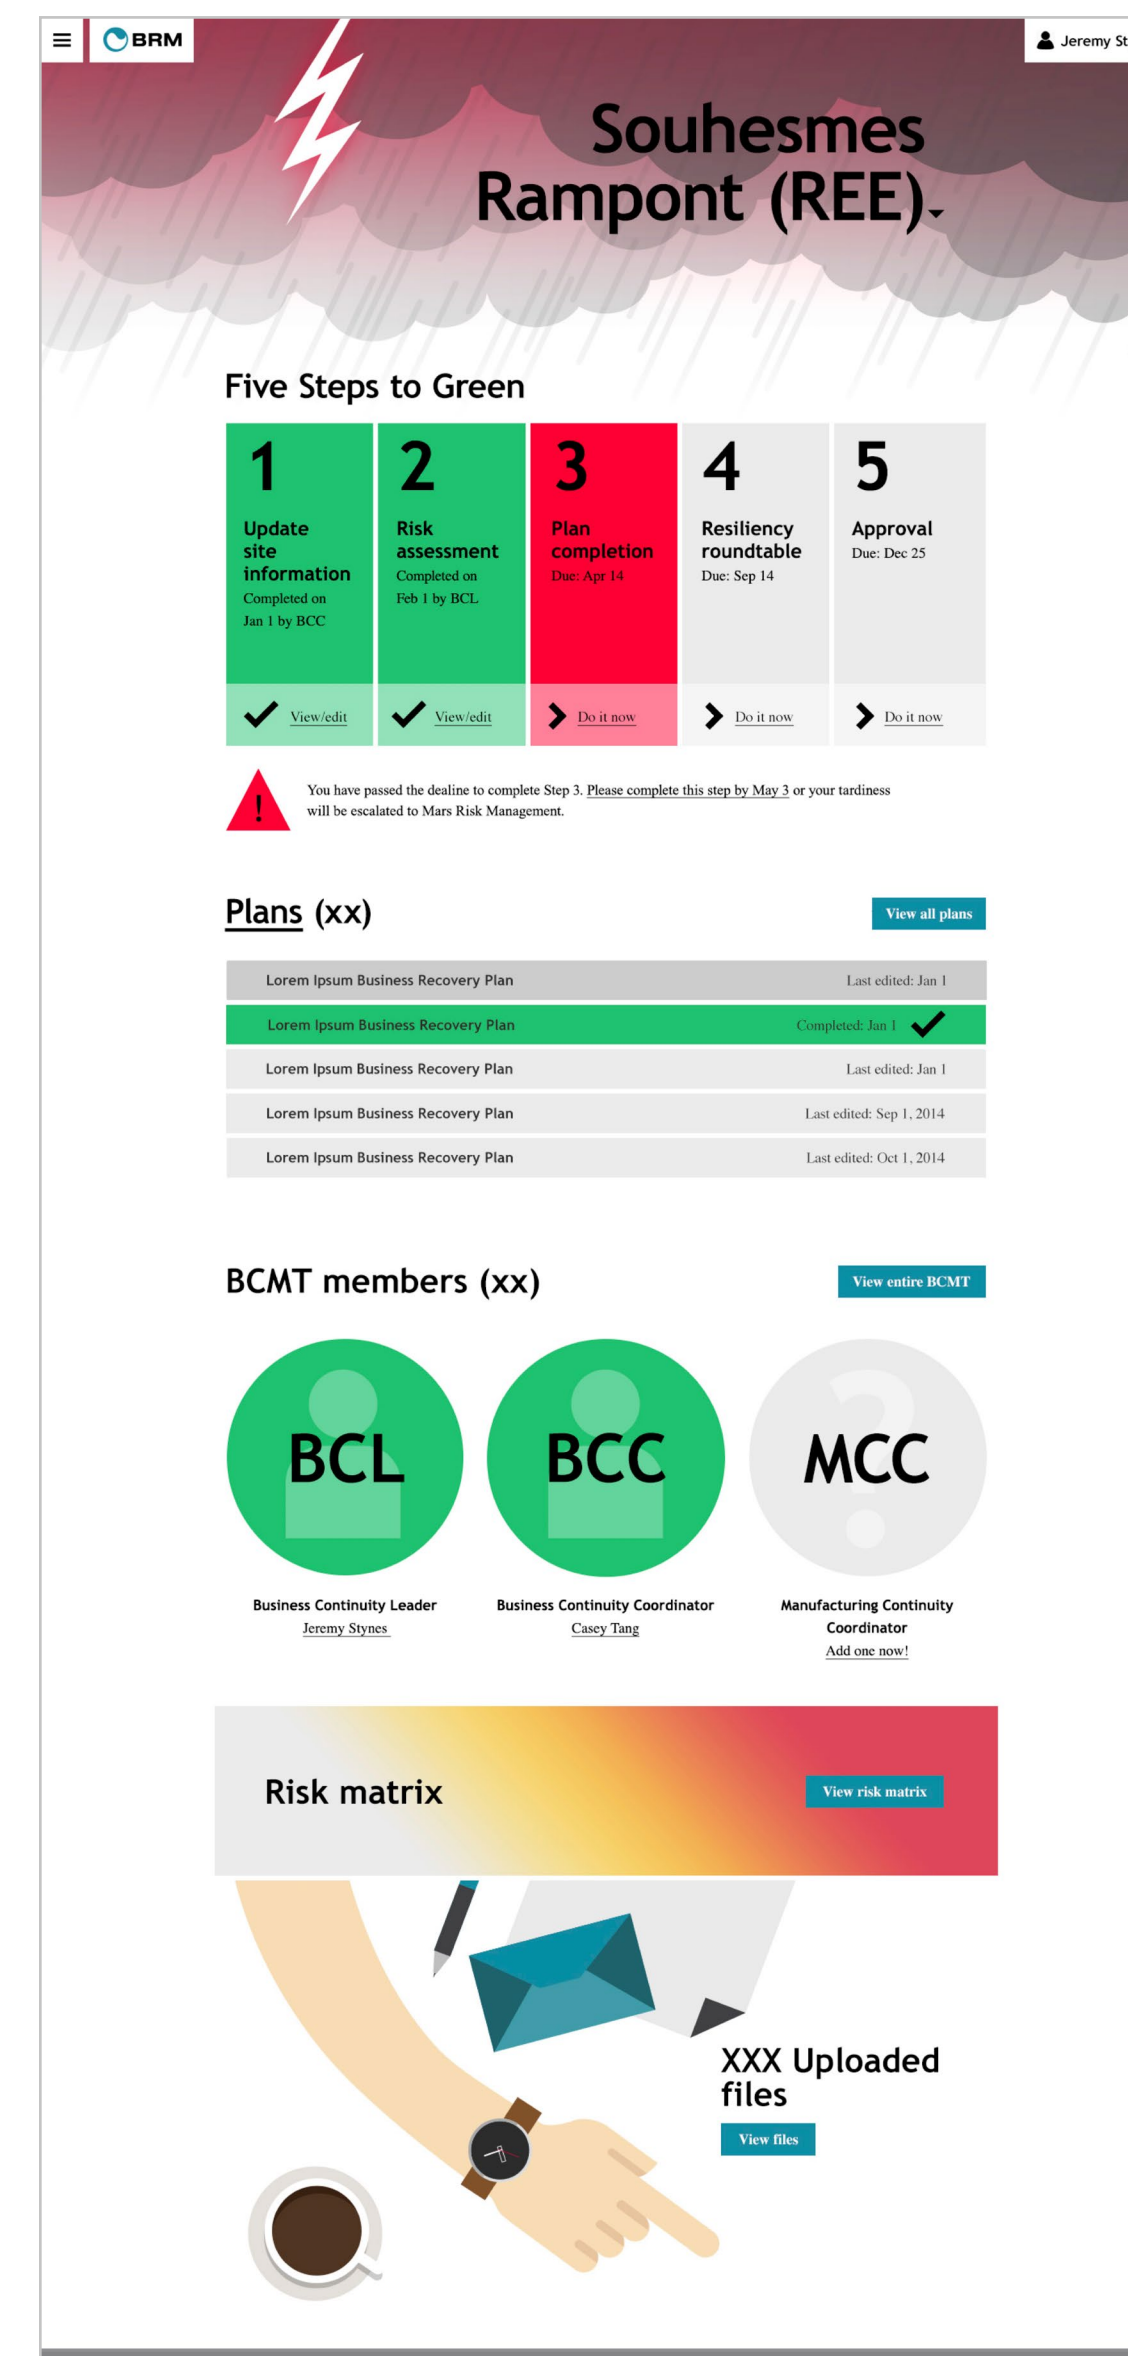 BRM
Jeremy St
Souhesmes
Rampont (REE)
Five Steps to Green
1
Update
site
information
Completed on
Jan 1 by BCC
View/edit
2
Risk
assessment
Completed on
Feb 1 by BCL
View/edit
3
Plan
completion
Due: Apr 14
Do it now
4
Resiliency
roundtable
Due: Sep 14
Do it now
5
Approval
Due: Dec 25
Do it now
!
You have passed the dealine to complete Step 3. Please complete this step by May 3 or your tardiness
will be escalated to Mars Risk Management.
Plans (xx)
View all plans
Lorem Ipsum Business Recovery Plan Last edited: Jan 1
Lorem Ipsum Business Recovery Plan Completed: Jan 1
Lorem Ipsum Business Recovery Plan Last edited: Jan 1
Lorem Ipsum Business Recovery Plan Last edited: Sep 1, 2014
Lorem Ipsum Business Recovery Plan Last edited: Oct 1, 2014
BCMT members (xx)
View entire BCMT
BCL
Business Continuity Leader
Jeremy Stynes
BCC
Business Continuity Coordinator
Casey Tang
?
MCC
Manufacturing Continuity
Coordinator
Add one now!
Risk matrix
View risk matrix
XXX Uploaded
files
View files